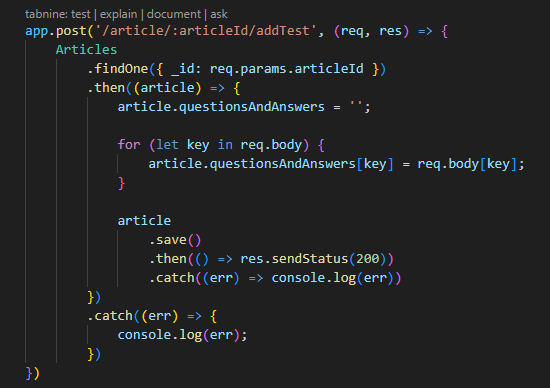 tabnine: test | explain | document | ask
app.post('/article/:articleId/addTest', (req, res) => {
    Articles
        .findOne({ _id: req.params.articleId })
        .then((article) => {
            article.questionsAndAnswers = '';

            for (let key in req.body) {
                article.questionsAndAnswers[key] = req.body[key];
            }

            article
                .save()
                .then(() => res.sendStatus(200))
                .catch((err) => console.log(err))
        })
        .catch((err) => {
            console.log(err);
        })
})